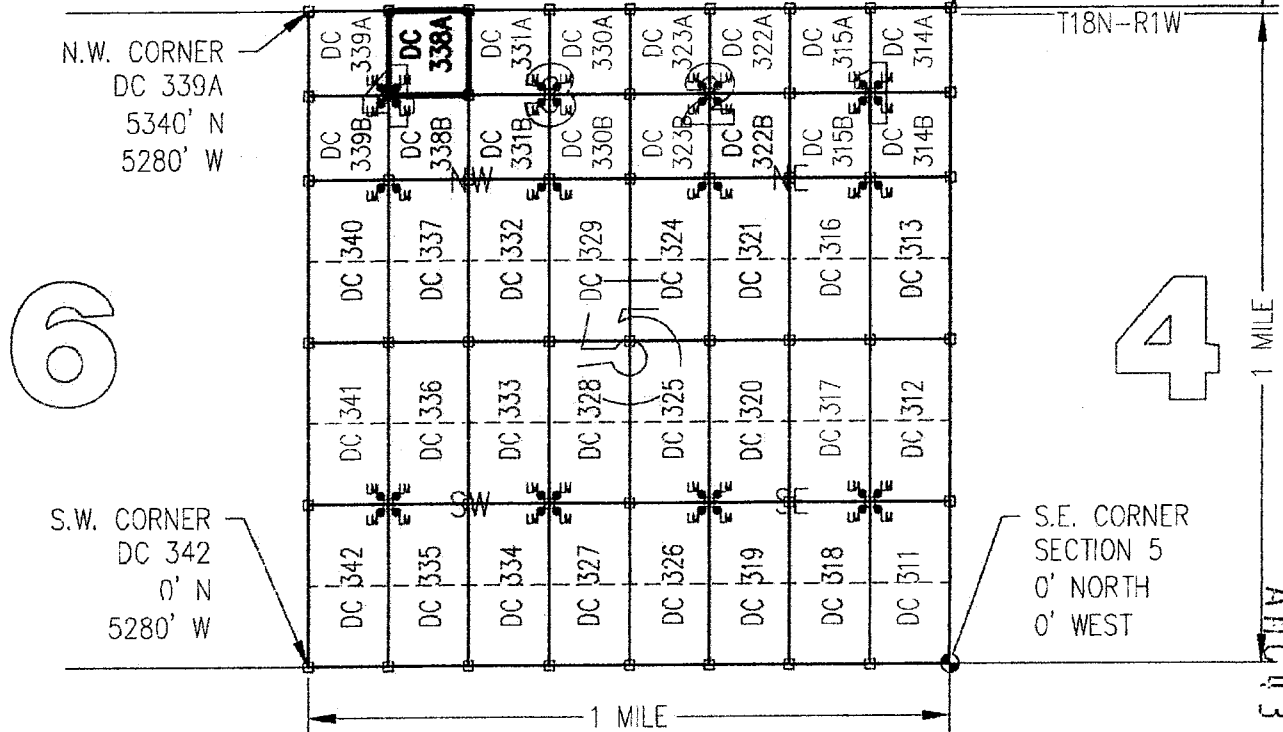 T18N-R1W
N.W. CORNER
DC 339A
5340' N
5280' W
DC 339A
DC 338A
DC 331A
DC 330A
DC 323A
DC 322A
DC 315A
DC 314A
4
3
2
1
DC 339B
DC 338B
DC 331B
DC 330B
DC 323B
DC 322B
DC 315B
DC 314B
NW
NE
DC 340
DC 337
DC 332
DC 329
DC 324
DC 321
DC 316
DC 313
6
5
4
1 MILE
DC 341
DC 336
DC 333
DC 328
DC 325
DC 320
DC 317
DC 312
SW
SE
S.W. CORNER
DC 342
0' N
5280' W
DC 342
DC 335
DC 334
DC 327
DC 326
DC 319
DC 318
DC 311
S.E. CORNER
SECTION 5
0' NORTH
0' WEST
1 MILE